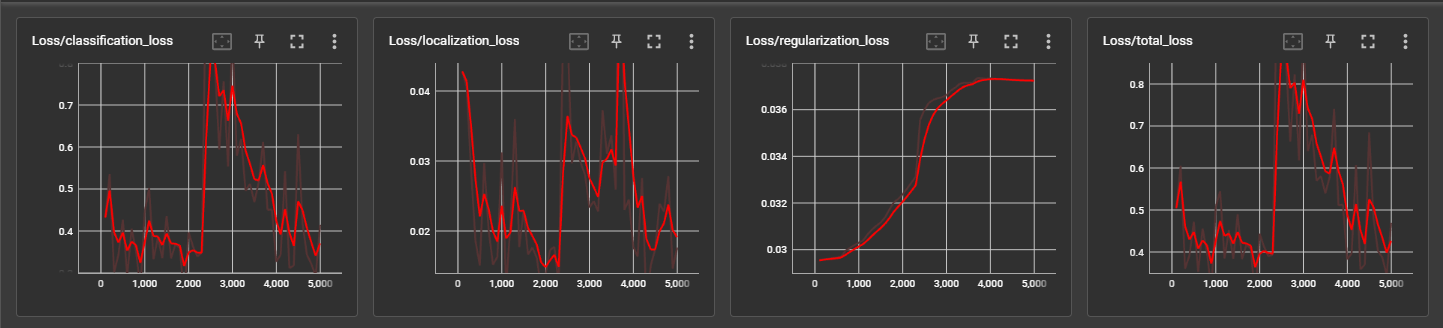 Loss/classification_loss
0.7
0.6
0.5
0.4
0 1,000 2,000 3,000 4,000 5,000
Loss/localization_loss
0.04
0.03
0.02
0 1,000 2,000 3,000 4,000 5,000
Loss/regularization_loss
0.036
0.034
0.032
0.03
0 1,000 2,000 3,000 4,000 5,000
Loss/total_loss
0.8
0.7
0.6
0.5
0.4
0 1,000 2,000 3,000 4,000 5,000